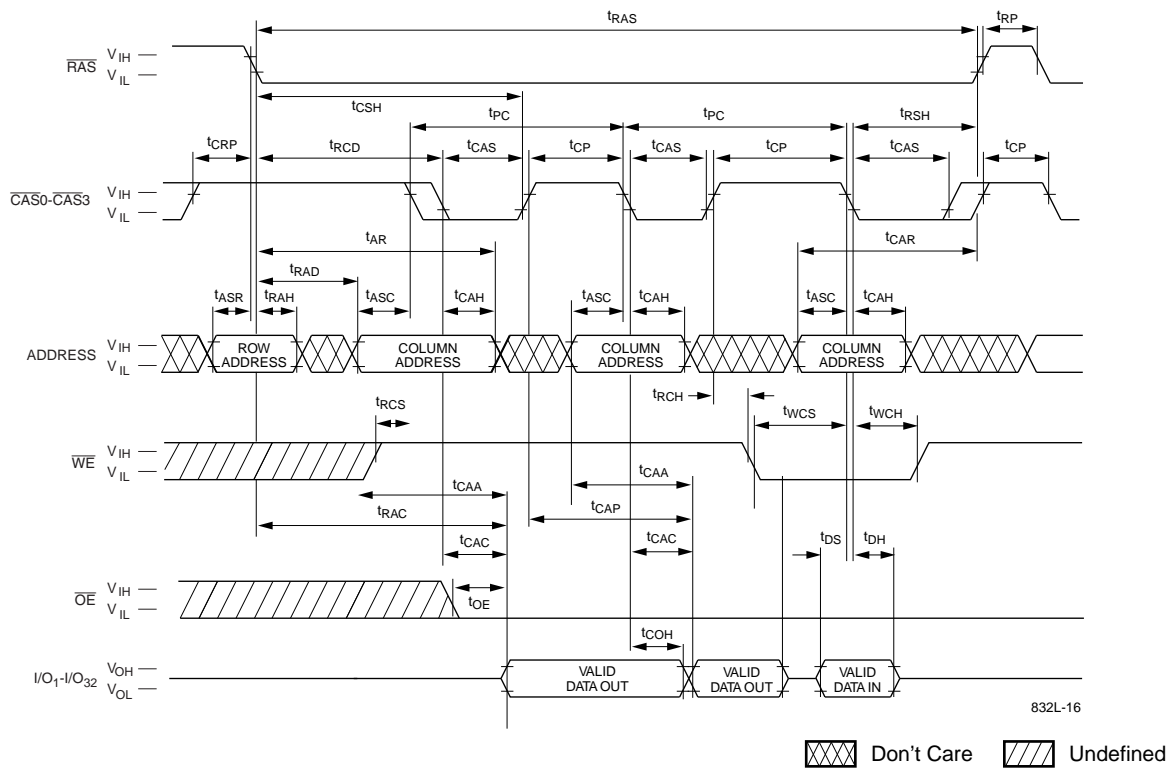 tRAS
tRP
RAS
VIH
VIL
tCSH
tPC
tPC
tRSH
tCRP
tRCD
tCAS
tCP
tCAS
tCP
tCAS
tCP
CAS0-CAS3
VIH
VIL
tAR
tCAR
tRAD
tASR
tRAH
tASC
tCAH
tASC
tCAH
tASC
tCAH
ADDRESS
VIH
VIL
ROW
ADDRESS
COLUMN
ADDRESS
COLUMN
ADDRESS
COLUMN
ADDRESS
tRCS
tRCH
tWCS
tWCH
WE
VIH
VIL
tCAA
tCAA
tRAC
tCAP
tCAC
tCAC
tDS
tDH
OE
VIH
VIL
tOE
tCOH
I/O1-I/O32
VOH
VOL
VALID
DATA OUT
VALID
DATA OUT
VALID
DATA IN
832L-16
Don't Care
Undefined